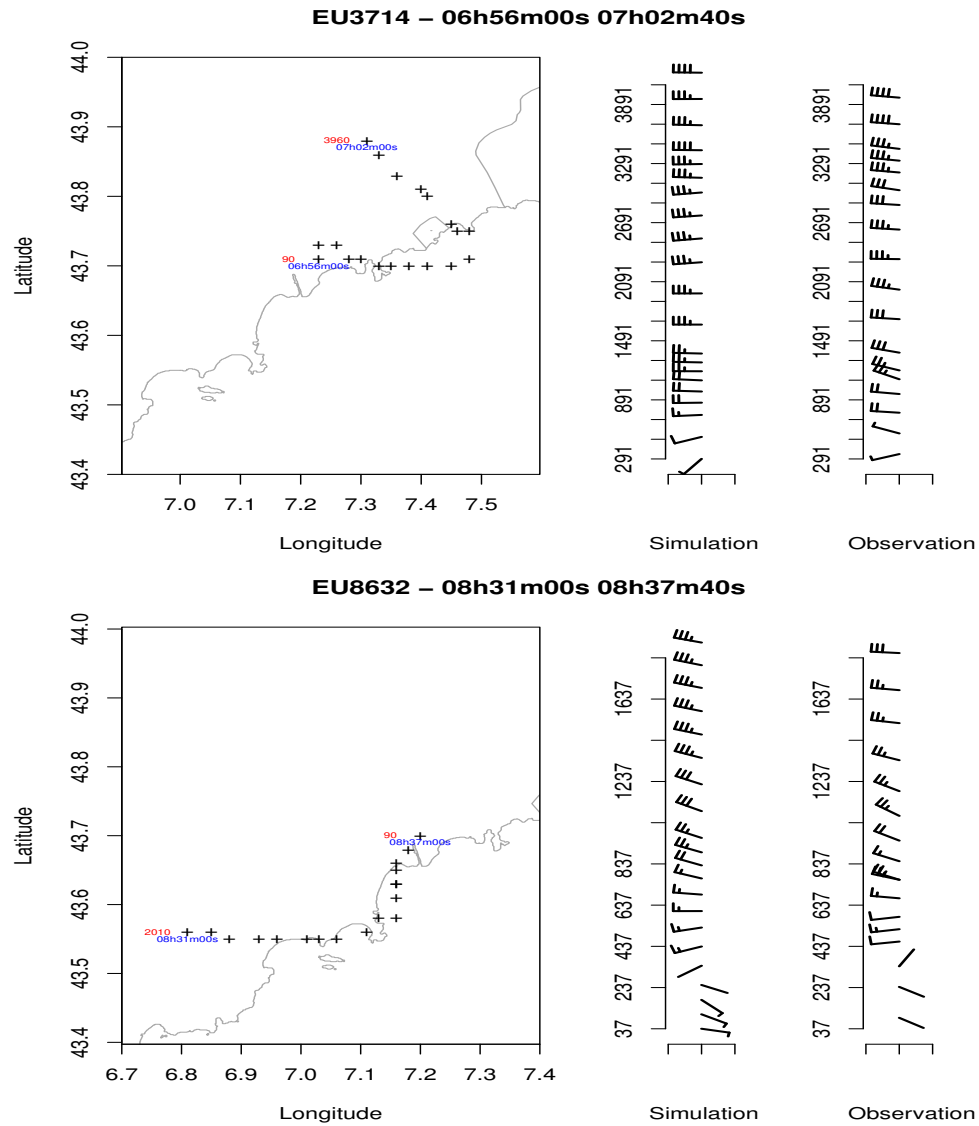 EU3714 − 06h56m00s 07h02m40s
44.0
43.9
43.8
43.7
43.6
43.5
43.4
Latitude
3960
07h02m00s
90
06h56m00s
7.0 7.1 7.2 7.3 7.4 7.5
Longitude
3891
3291
2691
2091
1491
891
291
Simulation
3891
3291
2691
2091
1491
891
291
Observation
EU8632 − 08h31m00s 08h37m40s
44.0
43.9
43.8
43.7
43.6
43.5
43.4
Latitude
90
08h37m00s
2010
08h31m00s
6.7 6.8 6.9 7.0 7.1 7.2 7.3 7.4
Longitude
1637
1237
837
637
437
237
37
Simulation
1637
1237
837
637
437
237
37
Observation